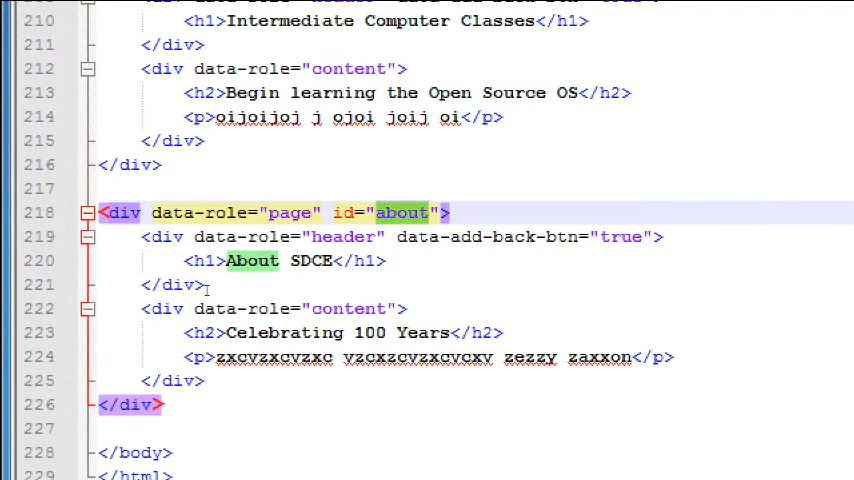 210 <h1>Intermediate Computer Classes</h1>
211 </div>
212 <div data-role="content">
213 <h2>Begin learning the Open Source OS</h2>
214 <p>oijoijoj j ojoi joij oi</p>
215 </div>
216 </div>
217
218 <div data-role="page" id="about">
219 <div data-role="header" data-add-back-btn="true">
220 <h1>About SDCE</h1>
221 </div>
222 <div data-role="content">
223 <h2>Celebrating 100 Years</h2>
224 <p>zxcvzxcvzxc vzcxzcvzxcvcxv zezzy zaxxon</p>
225 </div>
226 </div>
227
228 </body>
229 </html>